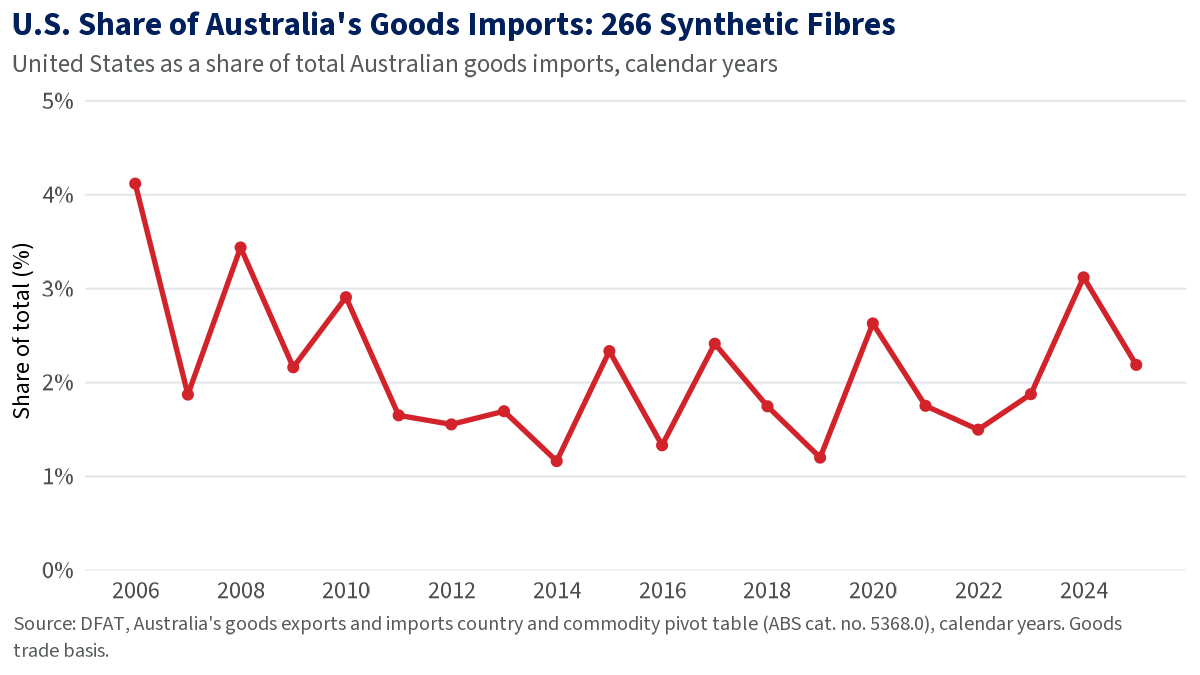 U.S. Share of Australia's Goods Imports: 266 Synthetic Fibres
United States as a share of total Australian goods imports, calendar years
5%
4%
3%
2%
1%
0%
Share of total (%)
2006 2008 2010 2012 2014 2016 2018 2020 2022 2024
Source: DFAT, Australia's goods exports and imports country and commodity pivot table (ABS cat. no. 5368.0), calendar years. Goods
trade basis.